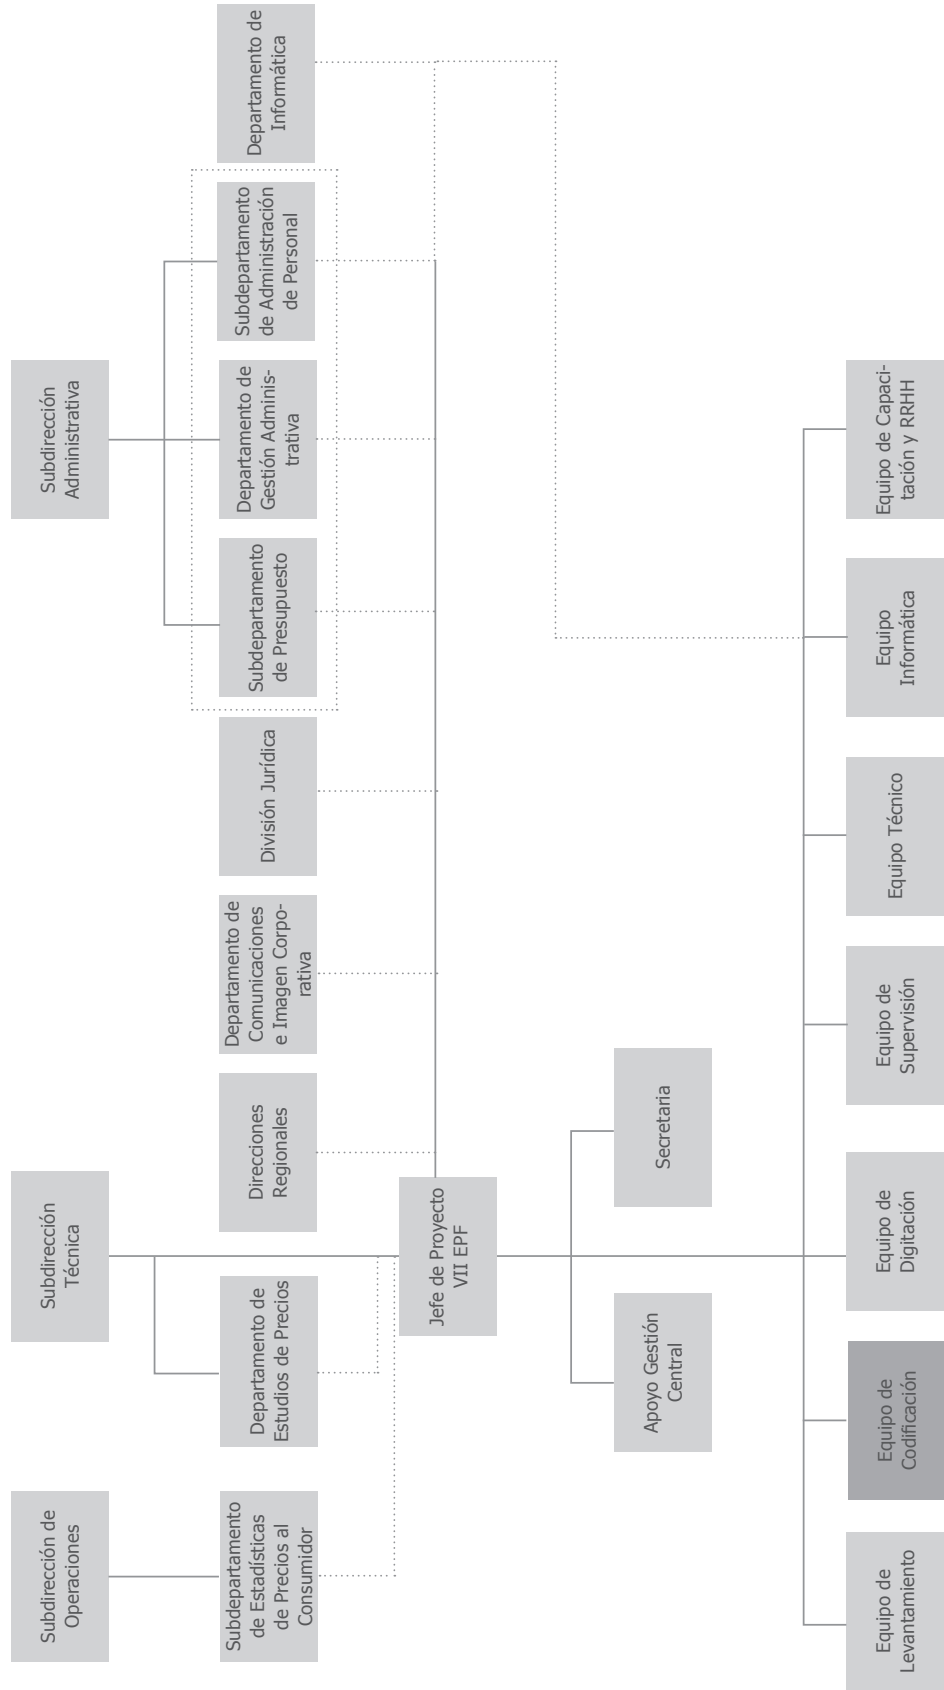 Subdirección de
Operaciones
Subdirección
Técnica
Subdirección
Administrativa
Subdepartamento
de Estadísticas
de Precios al
Consumidor
Departamento de
Estudios de Precios
Direcciones
Regionales
Departamento de
Comunicaciones
e Imagen Corpo-
rativa
División Jurídica
Subdepartamento
de Presupuesto
Departamento de
Gestión Adminis-
trativa
Subdepartamento
de Administración
de Personal
Departamento de
Informática
Jefe de Proyecto
VII EPF
Apoyo Gestión
Central
Secretaria
Equipo de
Levantamiento
Equipo de
Codificación
Equipo de
Digitación
Equipo de
Supervisión
Equipo Técnico
Equipo
Informática
Equipo de Capaci-
tación y RRHH